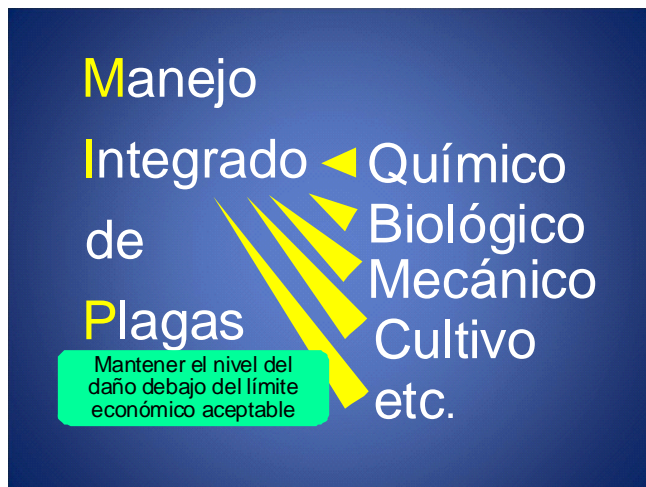 Manejo
Integrado
de
Plagas
Mantener el nivel del
daño debajo del límite
económico aceptable
Químico
Biológico
Mecánico
Cultivo
etc.